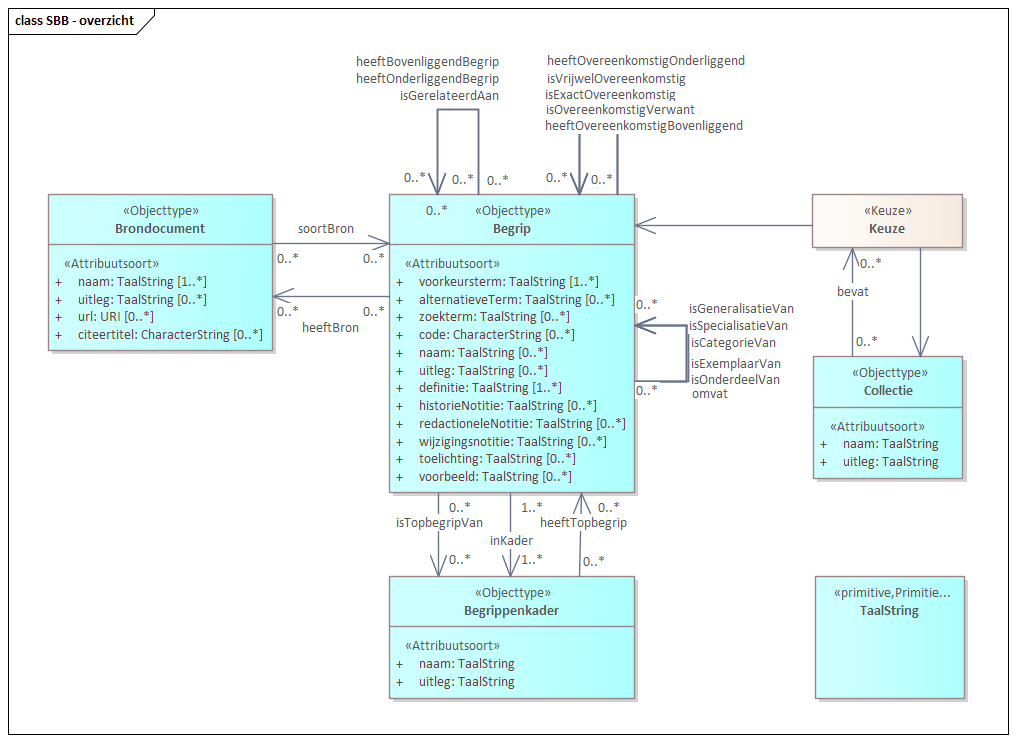 class SBB - overzicht
heeftBovenliggendBegrip
heeftOnderliggendBegrip
isGerelateerdAan
heeftOvereenkomstigOnderliggend
isVrijwelOvereenkomstig
isExactOvereenkomstig
isOvereenkomstigVerwant
heeftOvereenkomstigBovenliggend
0..*
0..*
0..*
0..*
0..*
«Objecttype»
Brondocument
«Attribuutsoort»
+ naam: TaalString [1..*]
+ uitleg: TaalString [0..*]
+ url: URI [0..*]
+ citeertitel: CharacterString [0..*]
soortBron
0..*
0..*
0..*
0..*
heeftBron
0..*
«Objecttype»
Begrip
«Attribuutsoort»
+ voorkeursterm: TaalString [1..*]
+ alternatieveTerm: TaalString [0..*]
+ zoekterm: TaalString [0..*]
+ code: CharacterString [0..*]
+ naam: TaalString [0..*]
+ uitleg: TaalString [0..*]
+ definitie: TaalString [1..*]
+ historieNotitie: TaalString [0..*]
+ redactioneleNotitie: TaalString [0..*]
+ wijzigingsnotitie: TaalString [0..*]
+ toelichting: TaalString [0..*]
+ voorbeeld: TaalString [0..*]
0..*
isGeneralisatieVan
isSpecialisatieVan
isCategorieVan
isExemplaarVan
isOnderdeelVan
omvat
0..*
«Keuze»
Keuze
0..*
bevat
0..*
«Objecttype»
Collectie
«Attribuutsoort»
+ naam: TaalString
+ uitleg: TaalString
0..*
isTopbegripVan
0..*
1..*
inKader
1..*
0..*
heeftTopbegrip
0..*
«Objecttype»
Begrippenkader
«Attribuutsoort»
+ naam: TaalString
+ uitleg: TaalString
«primitive,Primitie...
TaalString